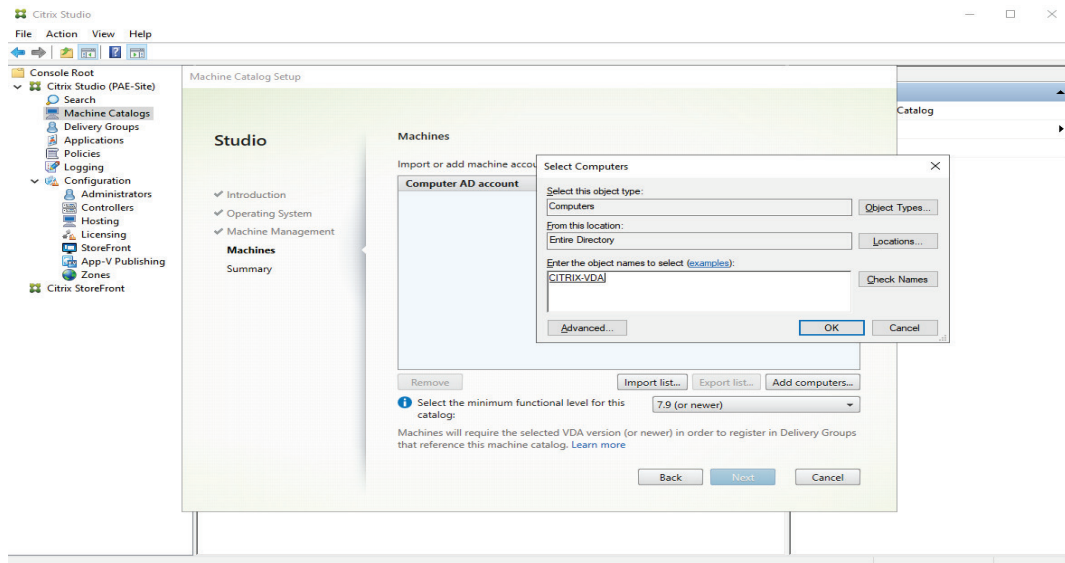 Citrix Studio
File Action View Help
Console Root
Citrix Studio (PAE-Site)
Search
Machine Catalogs
Delivery Groups
Applications
Policies
Logging
Configuration
Administrators
Controllers
Hosting
Licensing
StoreFront
App-V Publishing
Zones
Citrix StoreFront
Machine Catalog Setup
Studio
Introduction
Operating System
Machine Management
Machines
Summary
Machines
Import or add machine accou
Computer AD account
Remove
Import list...
Export list...
Add computers...
Select the minimum functional level for this
catalog:
7.9 (or newer)
Machines will require the selected VDA version (or newer) in order to register in Delivery Groups
that reference this machine catalog. Learn more
Back
Next
Cancel
Select Computers
Select this object type:
Computers
Object Types...
From this location:
Entire Directory
Locations...
Enter the object names to select (examples):
CITRIX-VDA
Check Names
Advanced...
OK
Cancel
Catalog